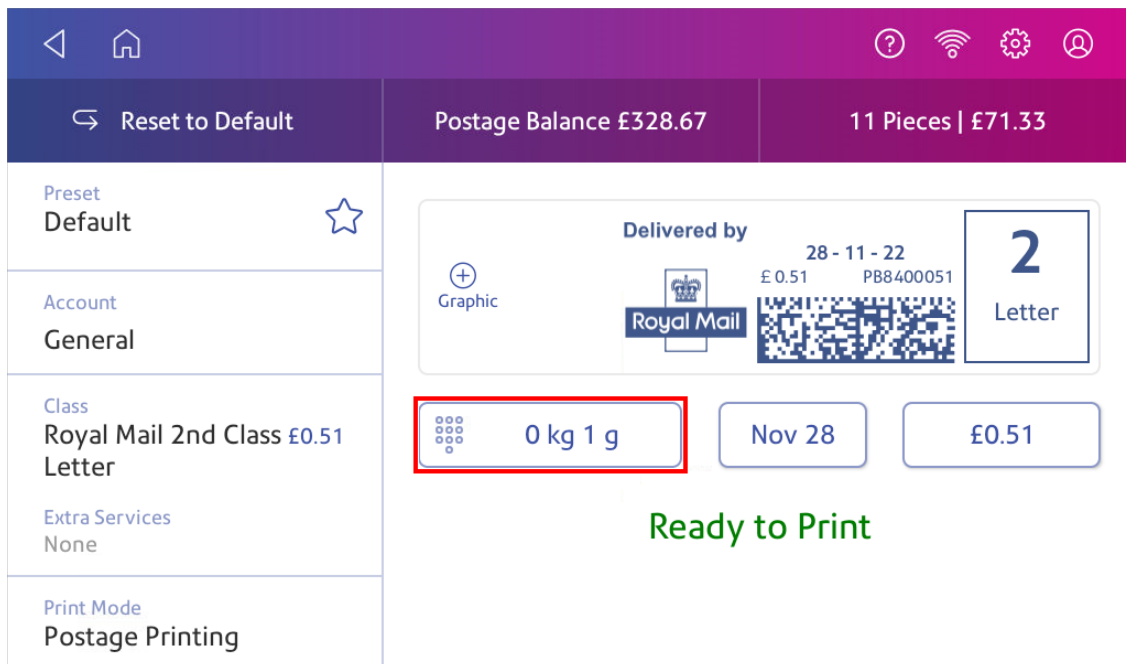 Reset to Default
Postage Balance £328.67
11 Pieces | £71.33
Preset
Default
Account
General
Class
Royal Mail 2nd Class £0.51
Letter
Extra Services
None
Print Mode
Postage Printing
Graphic
Delivered by
Royal Mail
28 - 11 - 22
£ 0.51 PB8400051
2
Letter
0 kg 1 g
Nov 28
£0.51
Ready to Print